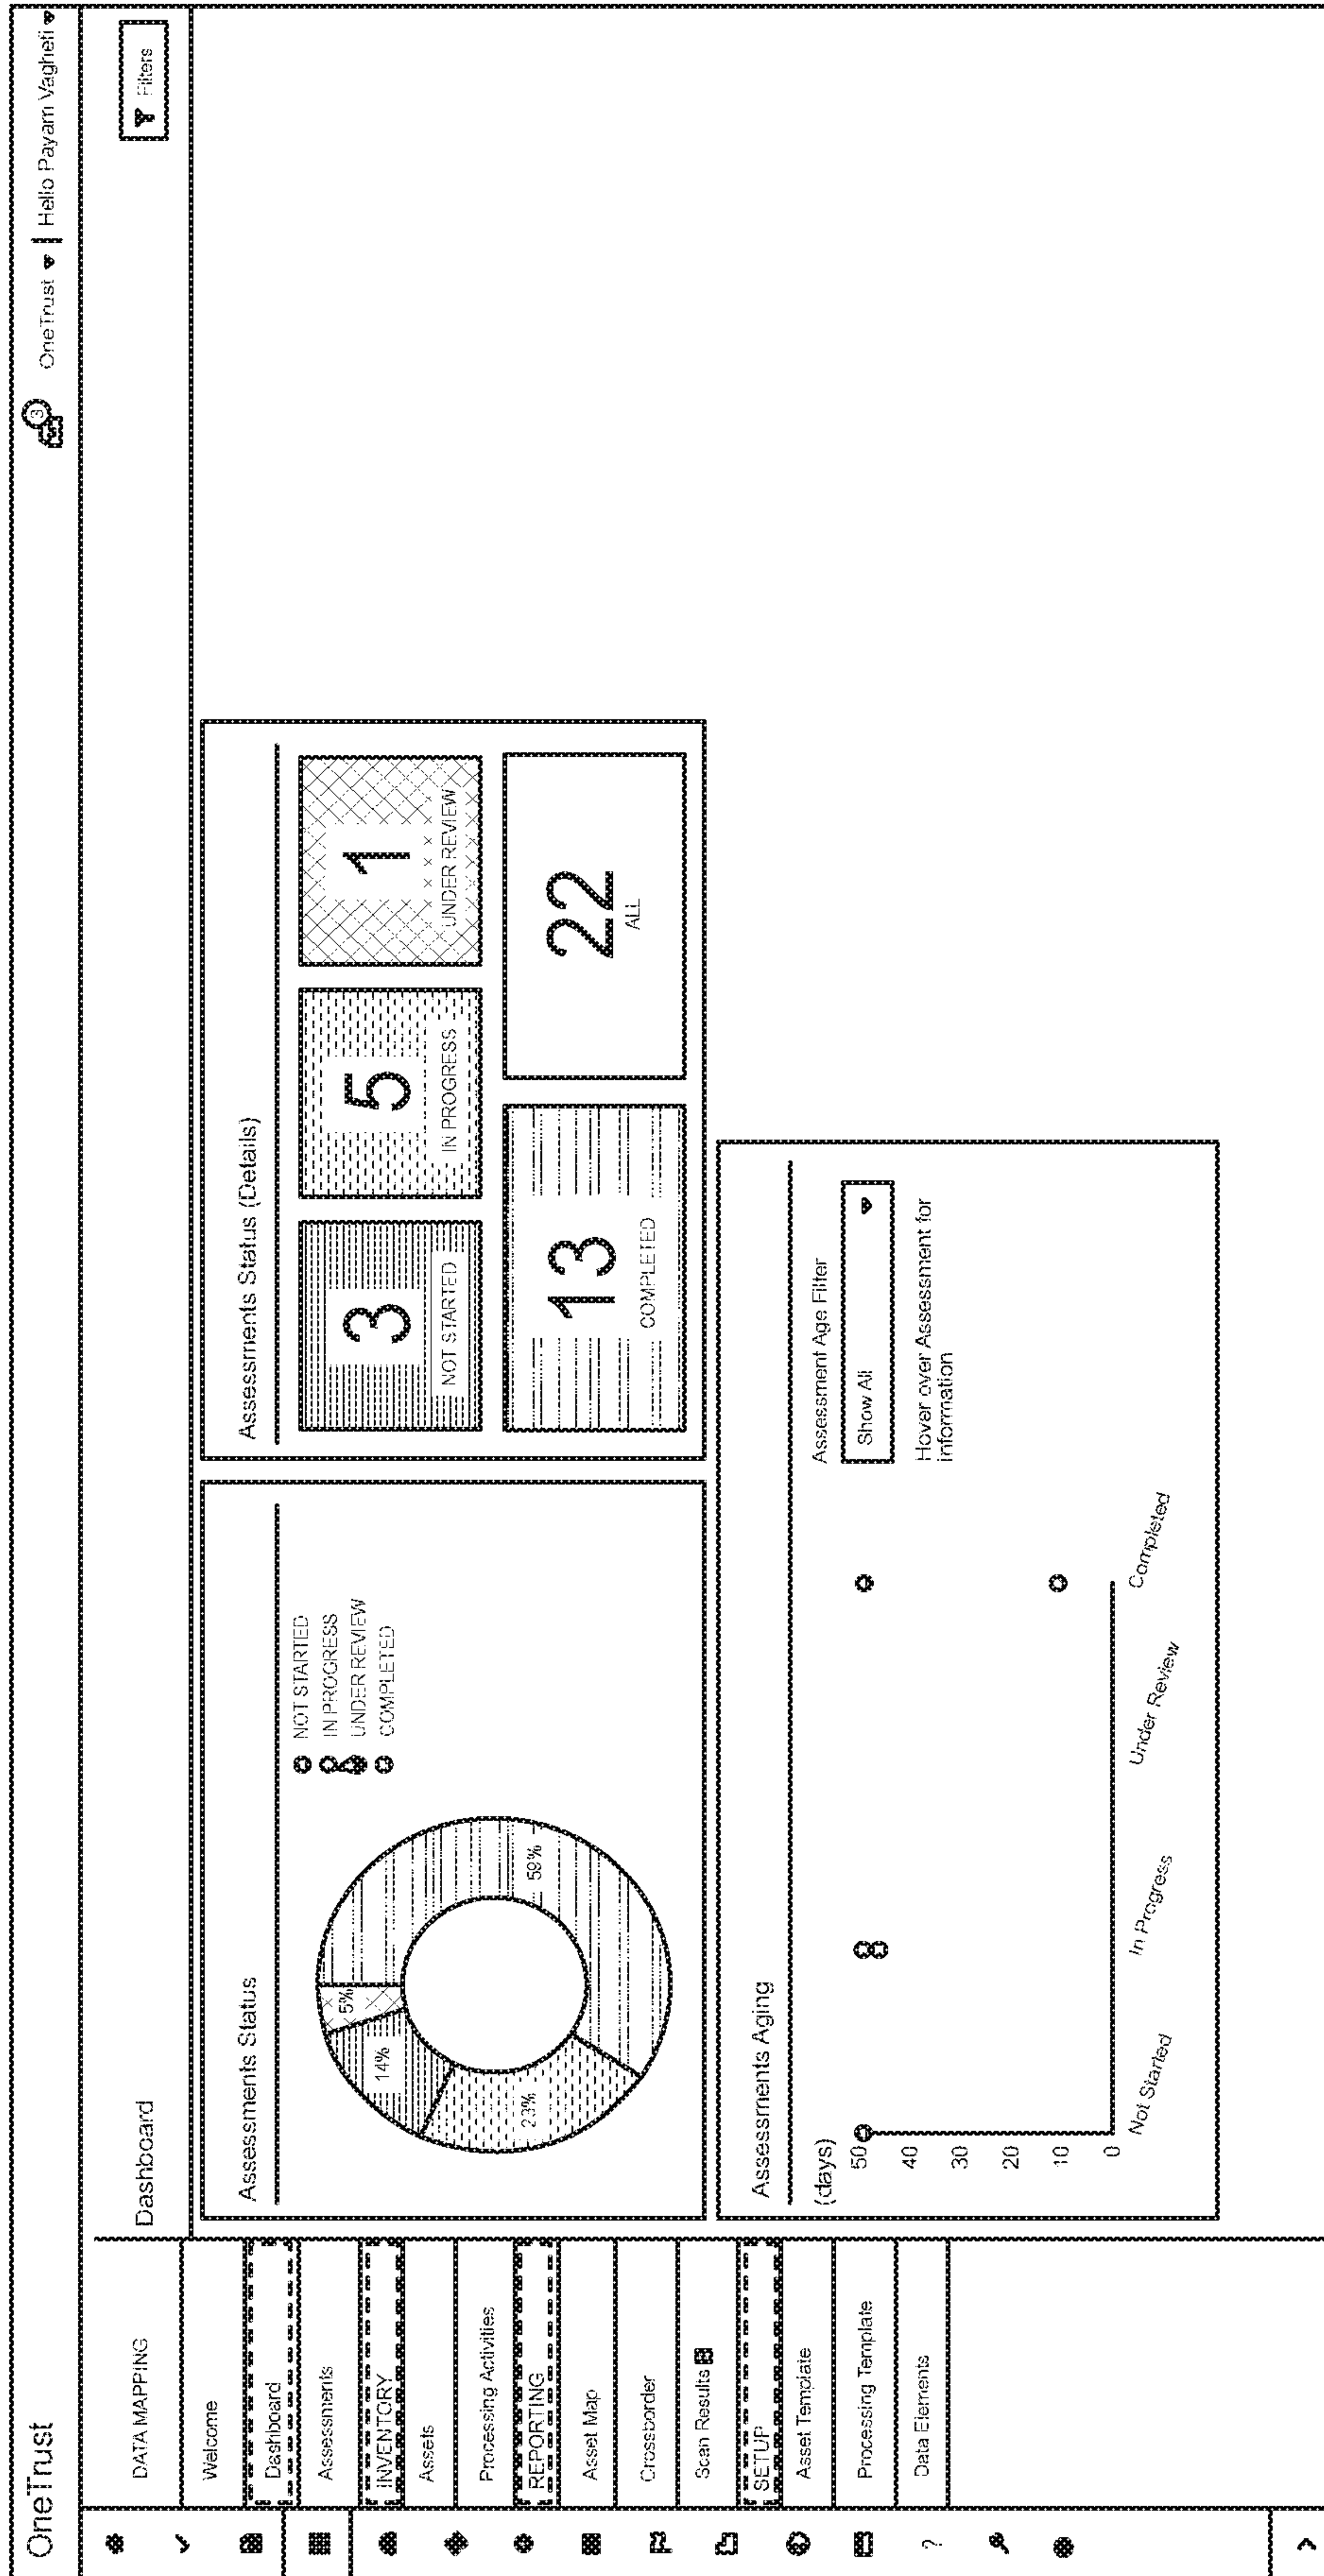 OneTrust
3
OneTrust
Hello Payam Vagheti
DATA MAPPING
Welcome
Dashboard
Assessments
INVENTORY
Assets
Processing Activities
REPORTING
Asset Map
Crossborder
Scan Results
SETUP
Asset Template
Processing Template
Data Elements
?
Dashboard
Filters
Assessments Status
NOT STARTED
IN PROGRESS
UNDER REVIEW
COMPLETED
5%
14%
23%
59%
Assessments Status (Details)
3
NOT STARTED
5
IN PROGRESS
1
UNDER REVIEW
13
COMPLETED
22
ALL
Assessments Aging
(days)
50
40
30
20
10
0
Not Started
In Progress
Under Review
Completed
Assessment Age Filter
Show All
Hover over Assessment for
information